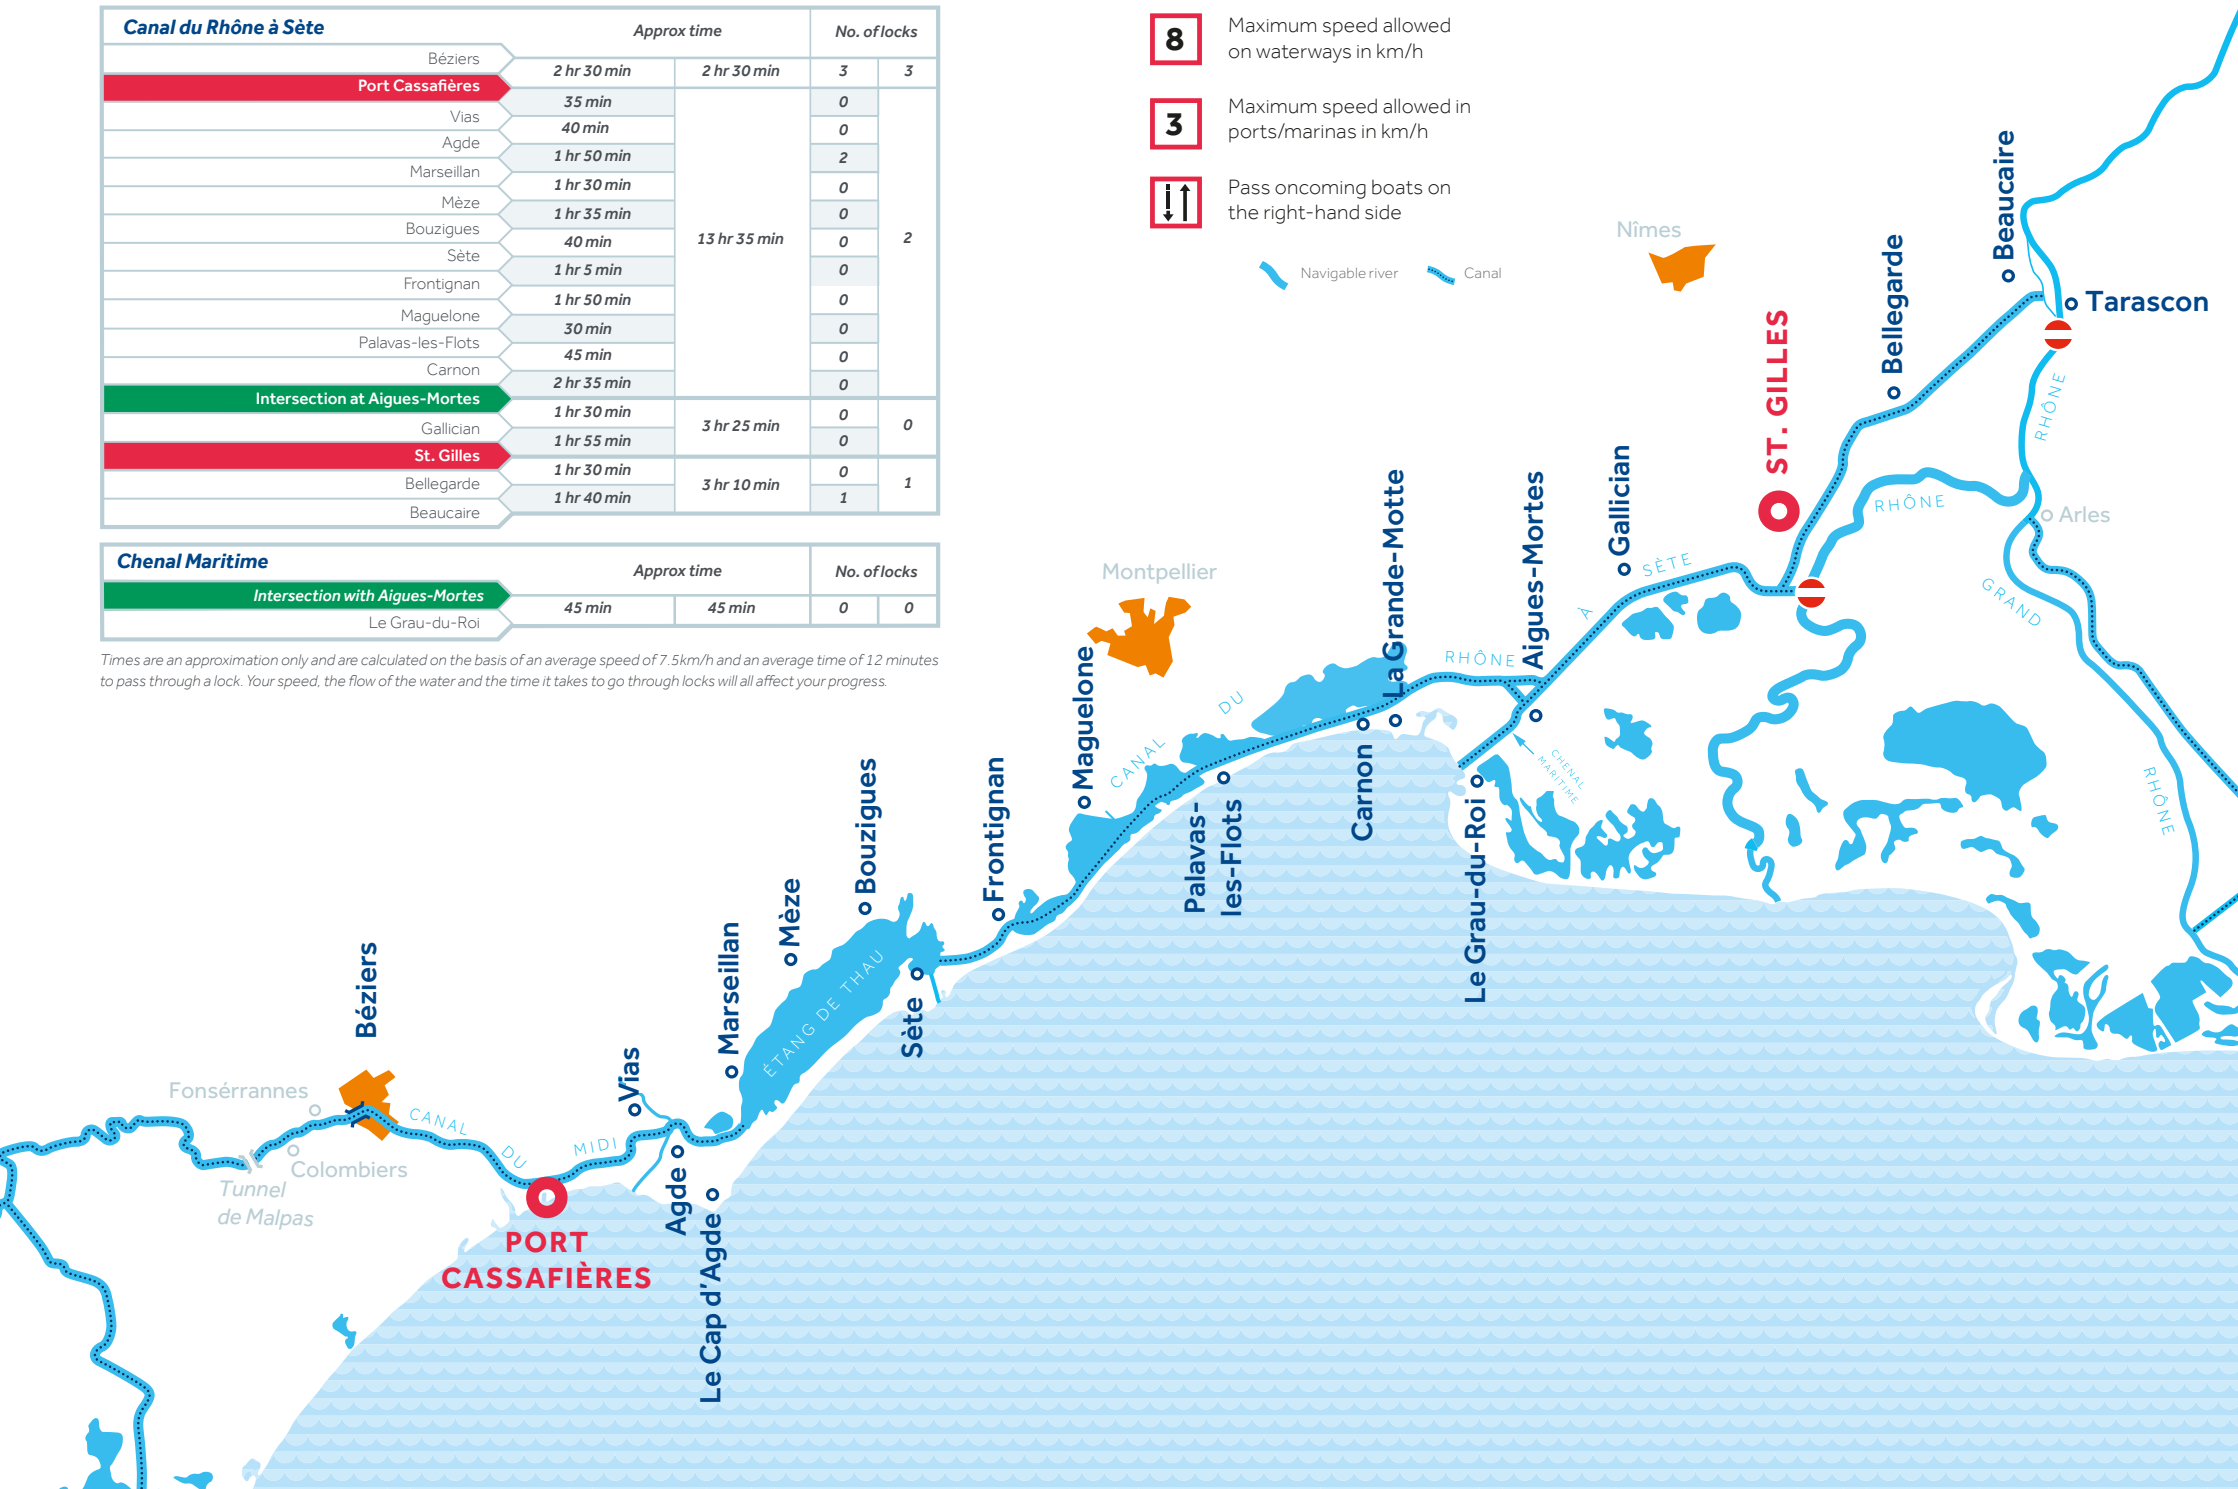 Canal du Rhône à Sète
Approx time
No. of locks
Béziers
2 hr 30 min
2 hr 30 min
3
3
Port Cassafières
35 min
0
Vias
40 min
0
Agde
1 hr 50 min
2
Marseillan
1 hr 30 min
0
Mèze
1 hr 35 min
0
Bouzigues
40 min
13 hr 35 min
0
2
Sète
1 hr 5 min
0
Frontignan
1 hr 50 min
0
Maguelone
30 min
0
Palavas-les-Flots
45 min
0
Carnon
2 hr 35 min
0
Intersection at Aigues-Mortes
1 hr 30 min
3 hr 25 min
0
0
Gallician
1 hr 55 min
0
St. Gilles
1 hr 30 min
3 hr 10 min
0
1
Bellegarde
1 hr 40 min
1
Beaucaire
Chenal Maritime
Approx time
No. of locks
Intersection with Aigues-Mortes
45 min
45 min
0
0
Le Grau-du-Roi
Times are an approximation only and are calculated on the basis of an average speed of 7.5km/h and an average time of 12 minutes
to pass through a lock. Your speed, the flow of the water and the time it takes to go through locks will all affect your progress.
8
Maximum speed allowed
on waterways in km/h
3
Maximum speed allowed in
ports/marinas in km/h
Pass oncoming boats on
the right-hand side
Navigable river
Canal
Nîmes
Beaucaire
Tarascon
Bellegarde
ST. GILLES
RHÔNE
RHÔNE
Arles
GRAND
RHÔNE
Gallician
Aigues-Mortes
La Grande-Motte
Montpellier
CANAL
DU
RHÔNE
À
SÈTE
CHENAL
MARITIME
Maguelone
Palavas-
les-Flots
Carnon
Le Grau-du-Roi
Frontignan
Bouzigues
Mèze
Marseillan
ÉTANG DE THAU
Sète
Béziers
Vias
Fonsérrannes
Colombiers
Tunnel
de Malpas
CANAL
DU
MIDI
Agde
Le Cap d'Agde
PORT
CASSAFIÈRES